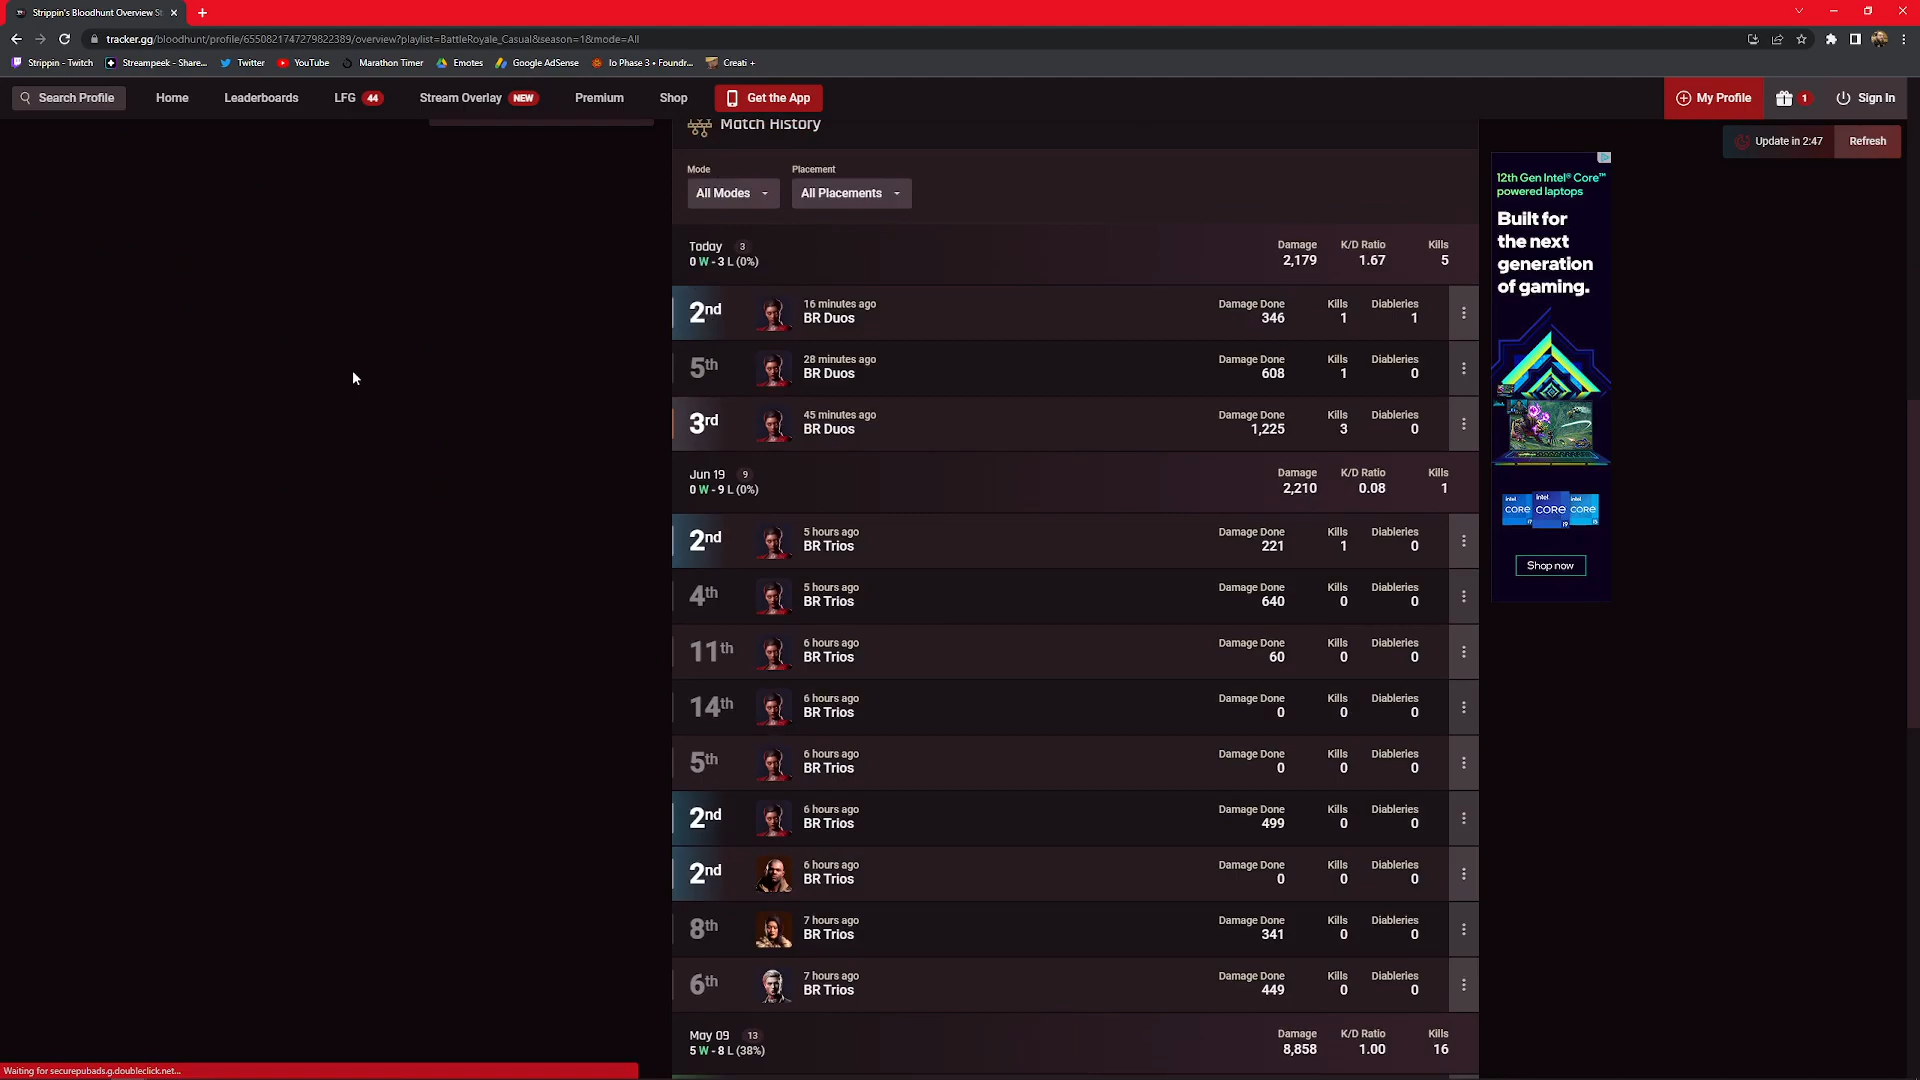 Strippin's Bloodhunt Overview St
tracker.gg/bloodhunt/profile/6550821747279822389/overview?playlist=BattleRoyale_Casual&season=1&mode=All
Strippin - Twitch
Streampeek - Share...
Twitter
YouTube
Marathon Timer
Emotes
Google AdSense
Io Phase 3 • Foundr...
Creati +
Search Profile
Home
Leaderboards
LFG 44
Stream Overlay NEW
Premium
Shop
Get the App
My Profile
1
Sign In
Match History
Update in 2:47
Refresh
Mode
Placement
All Modes
All Placements
Today 3
0 W - 3 L (0%)
Damage K/D Ratio Kills
2,179 1.67 5
2nd
16 minutes ago
BR Duos
Damage Done Kills Diableries
346 1 1
5th
28 minutes ago
BR Duos
Damage Done Kills Diableries
608 1 0
3rd
45 minutes ago
BR Duos
Damage Done Kills Diableries
1,225 3 0
Jun 19 9
0 W - 9 L (0%)
Damage K/D Ratio Kills
2,210 0.08 1
2nd
5 hours ago
BR Trios
Damage Done Kills Diableries
221 1 0
4th
5 hours ago
BR Trios
Damage Done Kills Diableries
640 0 0
11th
6 hours ago
BR Trios
Damage Done Kills Diableries
60 0 0
14th
6 hours ago
BR Trios
Damage Done Kills Diableries
0 0 0
5th
6 hours ago
BR Trios
Damage Done Kills Diableries
0 0 0
2nd
6 hours ago
BR Trios
Damage Done Kills Diableries
499 0 0
2nd
6 hours ago
BR Trios
Damage Done Kills Diableries
0 0 0
8th
7 hours ago
BR Trios
Damage Done Kills Diableries
341 0 0
6th
7 hours ago
BR Trios
Damage Done Kills Diableries
449 0 0
May 09 13
5 W - 8 L (38%)
Damage K/D Ratio Kills
8,858 1.00 16
12th Gen Intel® Core™
powered laptops
Built for
the next
generation
of gaming.
intel intel intel
CORE CORE CORE
i7 i9 i5
Shop now
Waiting for securepubads.g.doubleclick.net...